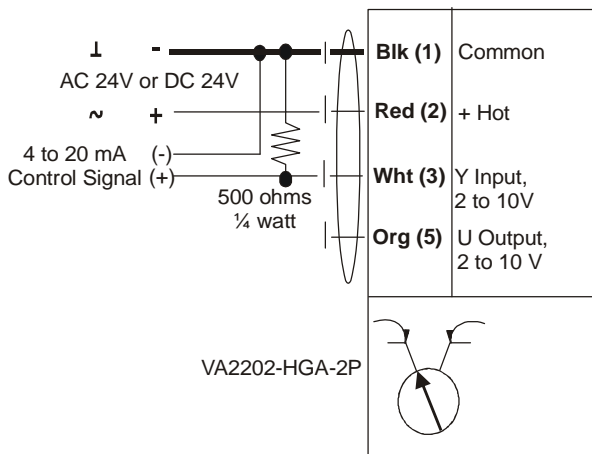 ⊥ - Blk (1) Common
AC 24V or DC 24V
~ + Red (2) + Hot
4 to 20 mA (-)
Control Signal (+) Wht (3) Y Input,
2 to 10V
500 ohms
¼ watt
Org (5) U Output,
2 to 10 V
VA2202-HGA-2P